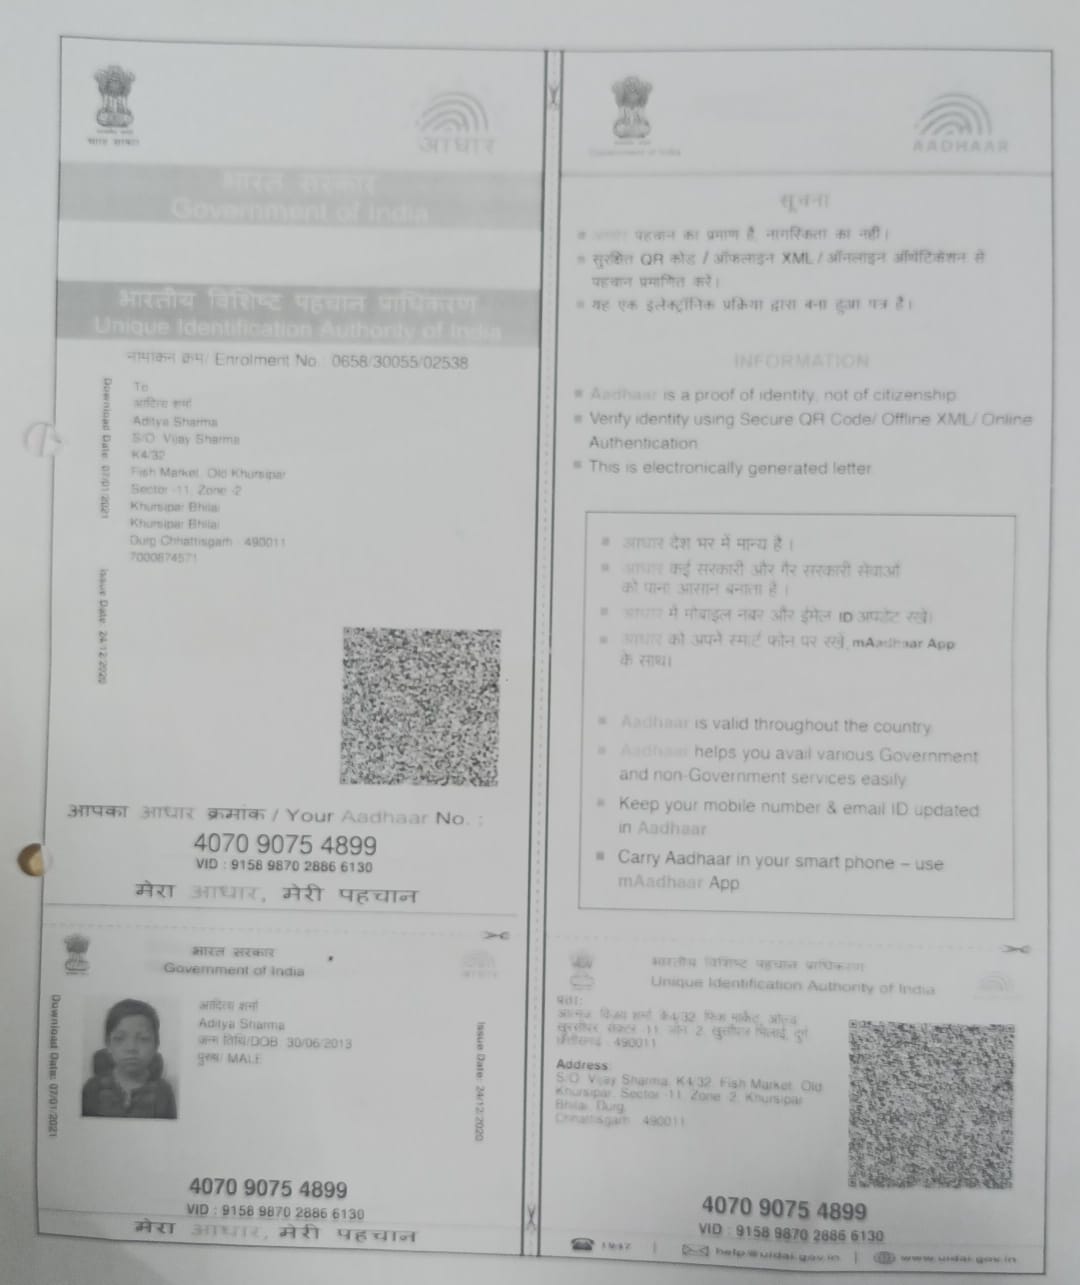 भारत सरकार
आधार
भारत सरकार
Government of India
भारतीय विशिष्ट पहचान प्राधिकरण
Unique Identification Authority of India
नामांकन क्रम/ Enrolment No.: 0658/30055/02538
Download Date: 07/01/2021
Issue Date: 24/12/2020
To
आदित्य शर्मा
Aditya Sharma
S/O: Vijay Sharma
K4/32
Fish Market, Old Khursipar
Sector -11, Zone -2
Khursipar Bhilai
Khursipar Bhilai
Durg Chhattisgarh - 490011
7000874571
आपका आधार क्रमांक / Your Aadhaar No. :
4070 9075 4899
VID : 9158 9870 2886 6130
मेरा आधार, मेरी पहचान
Government of India
AADHAAR
सूचना
आधार पहचान का प्रमाण है, नागरिकता का नहीं।
सुरक्षित QR कोड / ऑफलाइन XML / ऑनलाइन ऑथेंटिकेशन से
पहचान प्रमाणित करें।
यह एक इलेक्ट्रॉनिक प्रक्रिया द्वारा बना हुआ पत्र है।
INFORMATION
Aadhaar is a proof of identity, not of citizenship.
Verify identity using Secure QR Code/ Offline XML/ Online
Authentication.
This is electronically generated letter.
आधार देश भर में मान्य है ।
आधार कई सरकारी और गैर सरकारी सेवाओं
को पाना आसान बनाता है ।
आधार में मोबाइल नंबर और ईमेल ID अपडेट रखें।
आधार को अपने स्मार्ट फोन पर रखें, mAadhaar App
के साथ।
Aadhaar is valid throughout the country.
Aadhaar helps you avail various Government
and non-Government services easily.
Keep your mobile number & email ID updated
in Aadhaar.
Carry Aadhaar in your smart phone – use
mAadhaar App.
भारत सरकार
Government of India
आधार
Download Date: 07/01/2021
आदित्य शर्मा
Aditya Sharma
जन्म तिथि/DOB: 30/06/2013
पुरुष/ MALE
Issue Date: 24/12/2020
4070 9075 4899
VID : 9158 9870 2886 6130
मेरा आधार, मेरी पहचान
भारतीय विशिष्ट पहचान प्राधिकरण
Unique Identification Authority of India
पता:
आत्मज: विजय शर्मा, के4/32, फिश मार्केट, ओल्ड
खुर्सीपार, सेक्टर -11, जोन -2, खुर्सीपार भिलाई, दुर्ग,
छत्तीसगढ़ - 490011
Address:
S/O: Vijay Sharma, K4/32, Fish Market, Old
Khursipar, Sector -11, Zone -2, Khursipar
Bhilai, Durg,
Chhattisgarh - 490011
4070 9075 4899
VID : 9158 9870 2886 6130
1947 | help@uidai.gov.in | www.uidai.gov.in